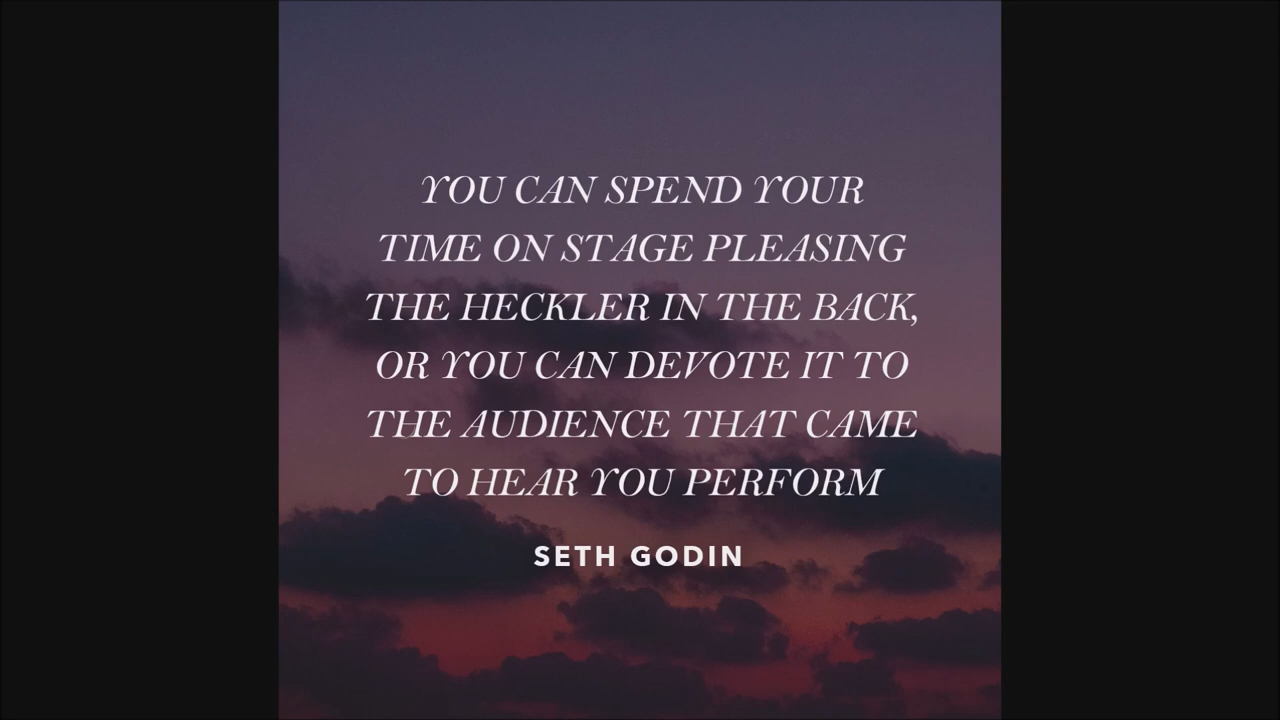 YOU CAN SPEND YOUR
TIME ON STAGE PLEASING
THE HECKLER IN THE BACK,
OR YOU CAN DEVOTE IT TO
THE AUDIENCE THAT CAME
TO HEAR YOU PERFORM
SETH GODIN